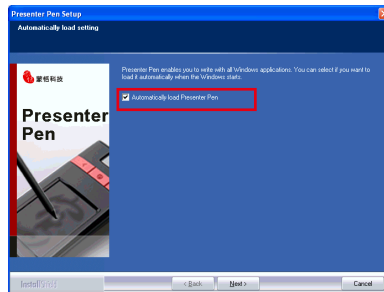 Presenter Pen Setup
Automatically load setting
Presenter Pen enables you to write with all Windows applications. You can select if you want to
load it automatically when the Windows starts.
蒙恬科技
Automatically load Presenter Pen
Presenter
Pen
InstallShield
< Back
Next >
Cancel